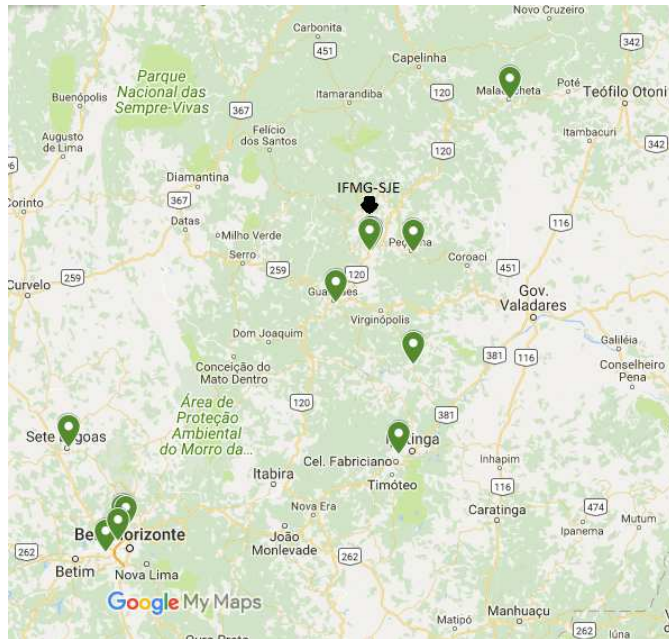 Novo Cruzeiro
Carbonita
451
342
Capelinha
Parque
Nacional das
Sempre-Vivas
Malacacheta
Poté
Teófilo Otoni
Buenópolis
Itamarandiba
120
367
Itambacuri
Augusto
de Lima
Felício
dos Santos
120
342
Diamantina
IFMG-SJE
Corinto
367
Datas
Milho Verde
116
Peçanha
Serro
Coroaci
259
259
120
451
Curvelo
Guanhães
Gov.
Valadares
Virginópolis
Dom Joaquim
Galiléia
381
116
Conceição do
Mato Dentro
Conselheiro
Pena
Área de
Proteção
Ambiental
do Morro da...
120
381
Sete Lagoas
Ipatinga
Cel. Fabriciano
Inhapim
Itabira
Timóteo
Nova Era
474
Caratinga
Mutum
Ipanema
262
Belo Horizonte
João
Monlevade
262
Betim
Nova Lima
262
116
Google My Maps
Matipó
Manhuaçu
Iúna
Ouro Preto